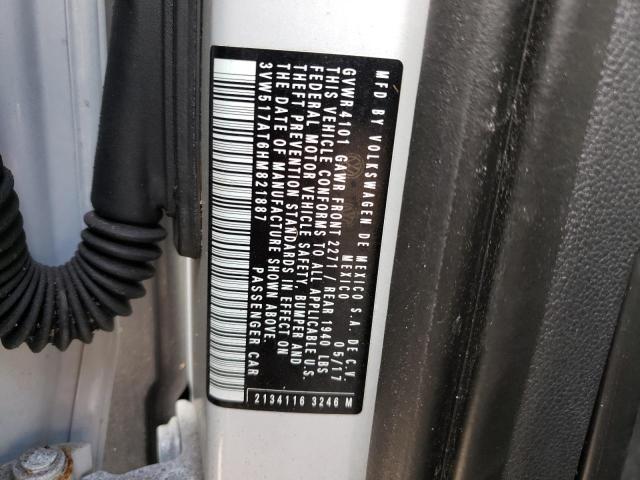 MFD BY VOLKSWAGEN DE MEXICO S.A. DE C.V.
MEXICO 05/17
GVWR 4101 GAWR FRONT 2271 / REAR 1940 LBS
THIS VEHICLE CONFORMS TO ALL APPLICABLE U.S.
FEDERAL MOTOR VEHICLE SAFETY, BUMPER AND
THEFT PREVENTION STANDARDS IN EFFECT ON
THE DATE OF MANUFACTURE SHOWN ABOVE.
3VW517AT6HM821887 PASSENGER CAR
2134116 3246 M